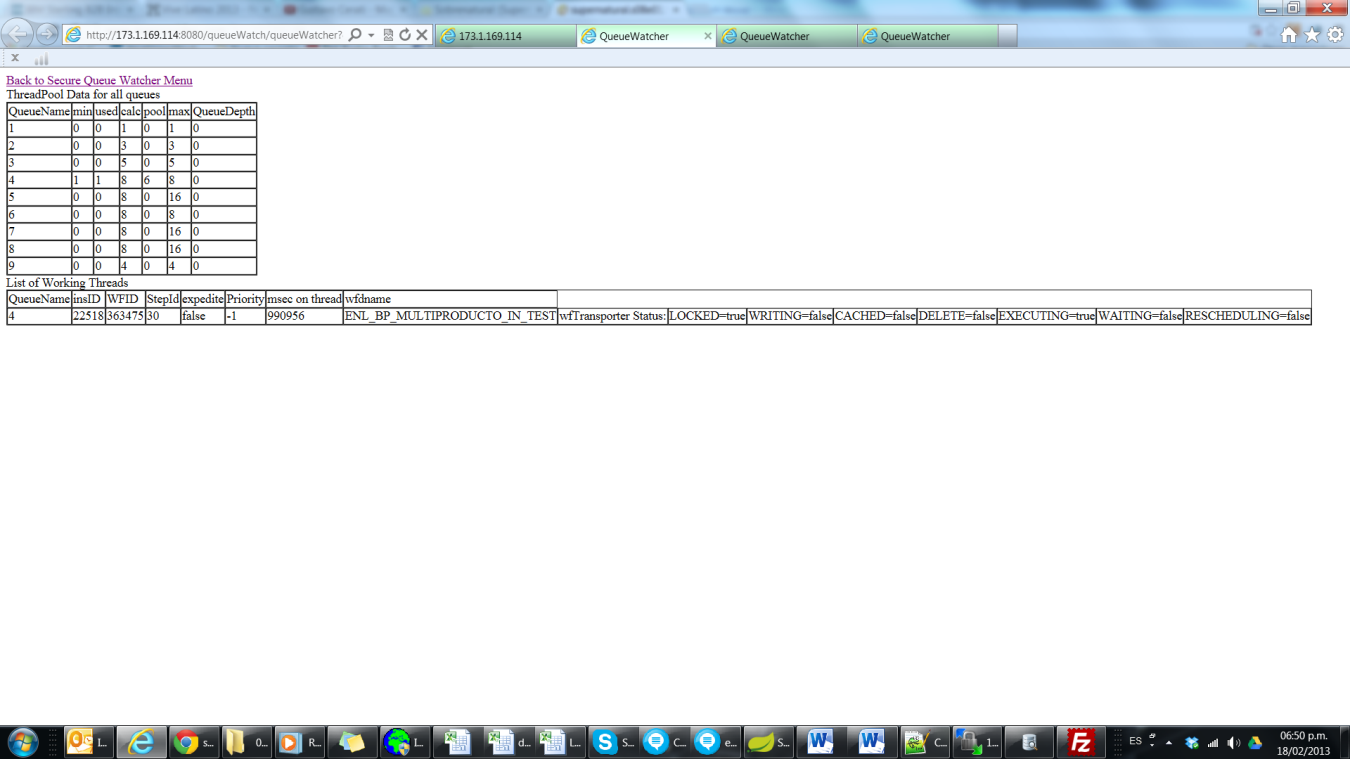 http://173.1.169.114:8080/queueWatch/queueWatcher?
173.1.169.114
QueueWatcher
QueueWatcher
QueueWatcher
Back to Secure Queue Watcher Menu
ThreadPool Data for all queues
QueueName min used calc pool max QueueDepth
1 0 0 1 0 1 0
2 0 0 3 0 3 0
3 0 0 5 0 5 0
4 1 1 8 6 8 0
5 0 0 8 0 16 0
6 0 0 8 0 8 0
7 0 0 8 0 16 0
8 0 0 8 0 16 0
9 0 0 4 0 4 0
List of Working Threads
QueueName insID WFID StepId expedite Priority msec on thread wfdname
4 22518 363475 30 false -1 990956 ENL_BP_MULTIPRODUCTO_IN_TEST wfTransporter Status: LOCKED=true WRITING=false CACHED=false DELETE=false EXECUTING=true WAITING=false RESCHEDULING=false
I... s... 0... R... I... d... I... S... C... e... S... C... 1...
ES
06:50 p.m.
18/02/2013